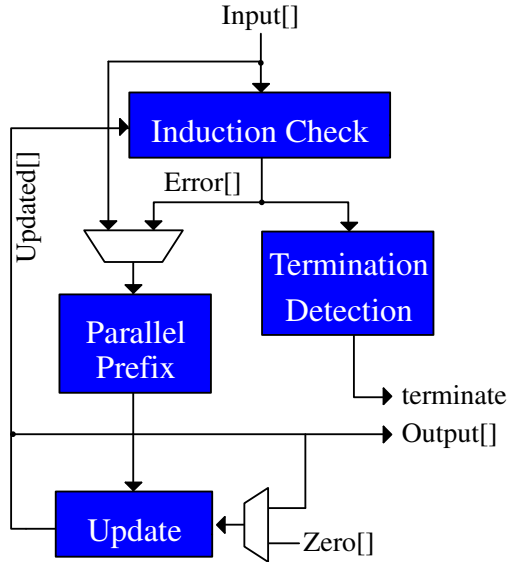 Input[]
Induction Check
Error[]
Updated[]
Termination
Detection
Parallel
Prefix
terminate
Output[]
Update
Zero[]